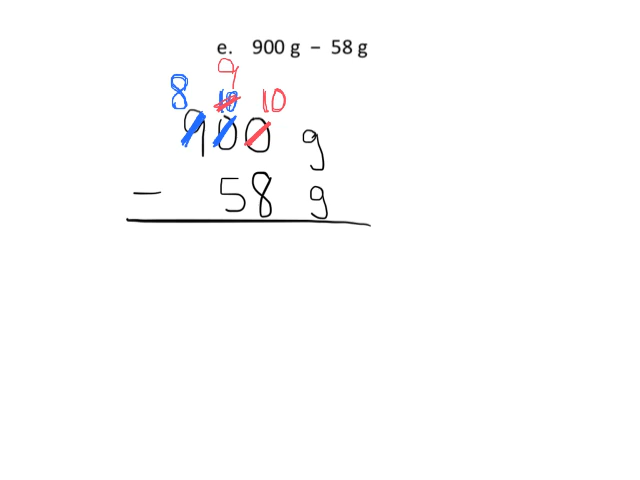 e. 900 g - 58 g
9
8 10 10
900 g
- 58 g